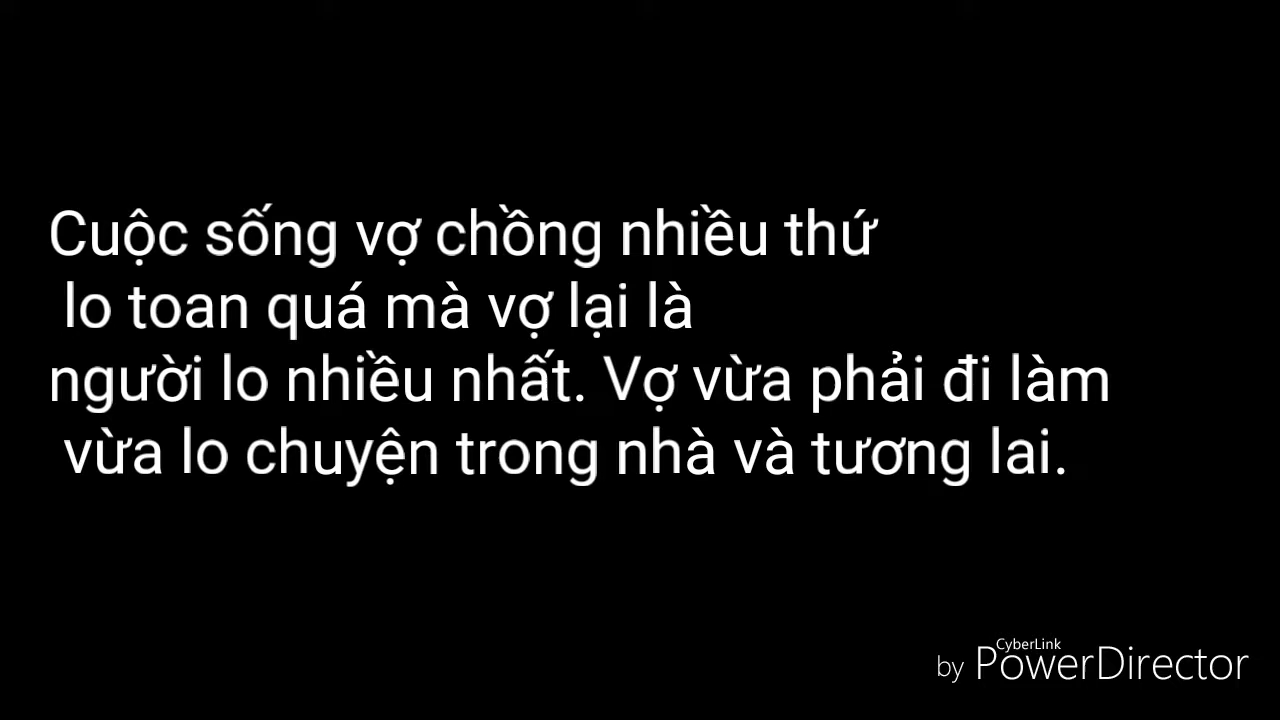 Cuộc sống vợ chồng nhiều thứ
lo toan quá mà vợ lại là
người lo nhiều nhất. Vợ vừa phải đi làm
vừa lo chuyện trong nhà và tương lai.
CyberLink
by PowerDirector